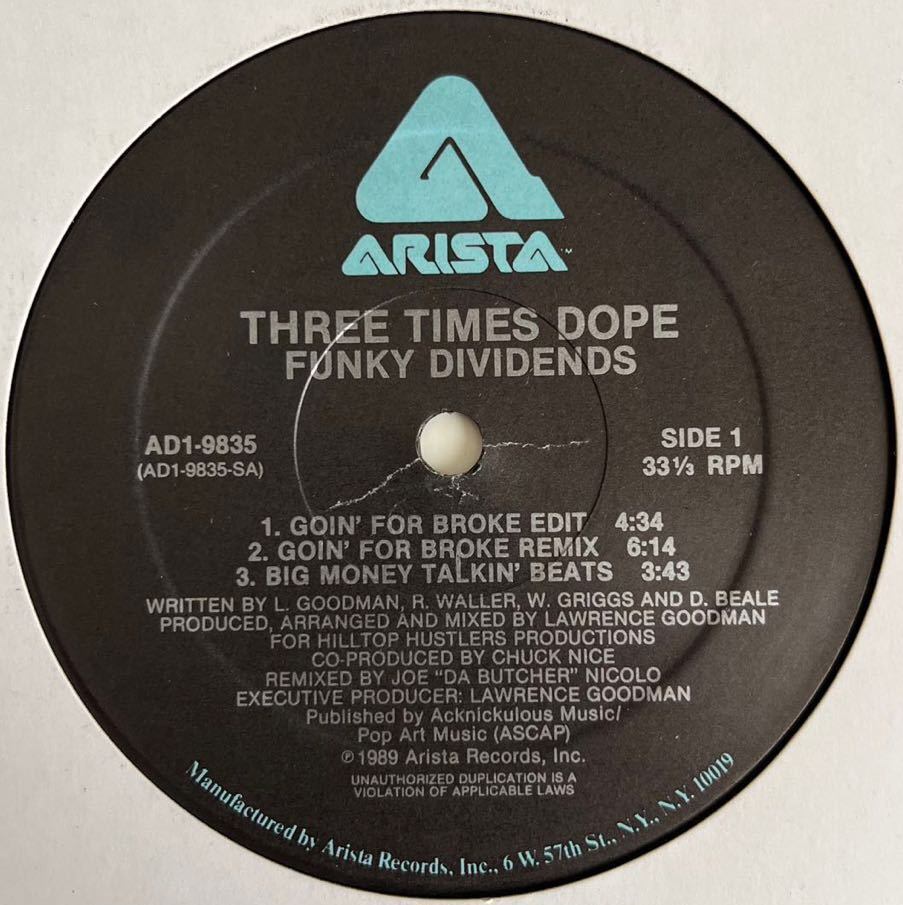 ARISTA
THREE TIMES DOPE
FUNKY DIVIDENDS
AD1-9835
(AD1-9835-SA)
SIDE 1
33⅓ RPM
1. GOIN' FOR BROKE EDIT 4:34
2. GOIN' FOR BROKE REMIX 6:14
3. BIG MONEY TALKIN' BEATS 3:43
WRITTEN BY L. GOODMAN, R. WALLER, W. GRIGGS AND D. BEALE
PRODUCED, ARRANGED AND MIXED BY LAWRENCE GOODMAN
FOR HILLTOP HUSTLERS PRODUCTIONS
CO-PRODUCED BY CHUCK NICE
REMIXED BY JOE "DA BUTCHER" NICOLO
EXECUTIVE PRODUCER: LAWRENCE GOODMAN
Published by Acknickulous Music/
Pop Art Music (ASCAP)
℗ 1989 Arista Records, Inc.
UNAUTHORIZED DUPLICATION IS A
VIOLATION OF APPLICABLE LAWS
Manufactured by Arista Records, Inc., 6 W. 57th St., N.Y., N.Y. 10019